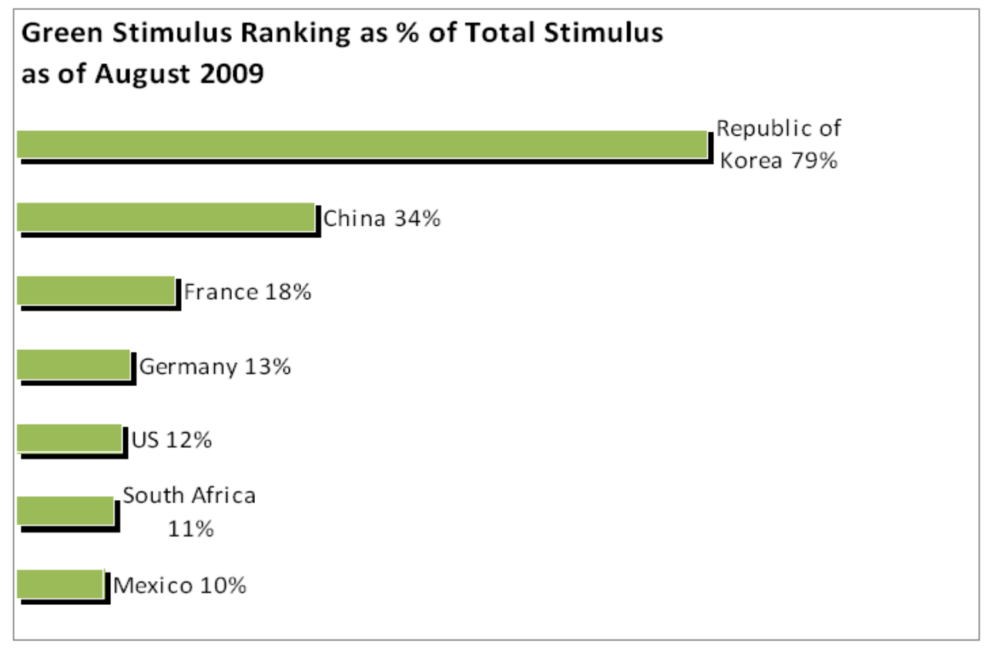 Green Stimulus Ranking as % of Total Stimulus
as of August 2009
Republic of
Korea 79%
China 34%
France 18%
Germany 13%
US 12%
South Africa
11%
Mexico 10%